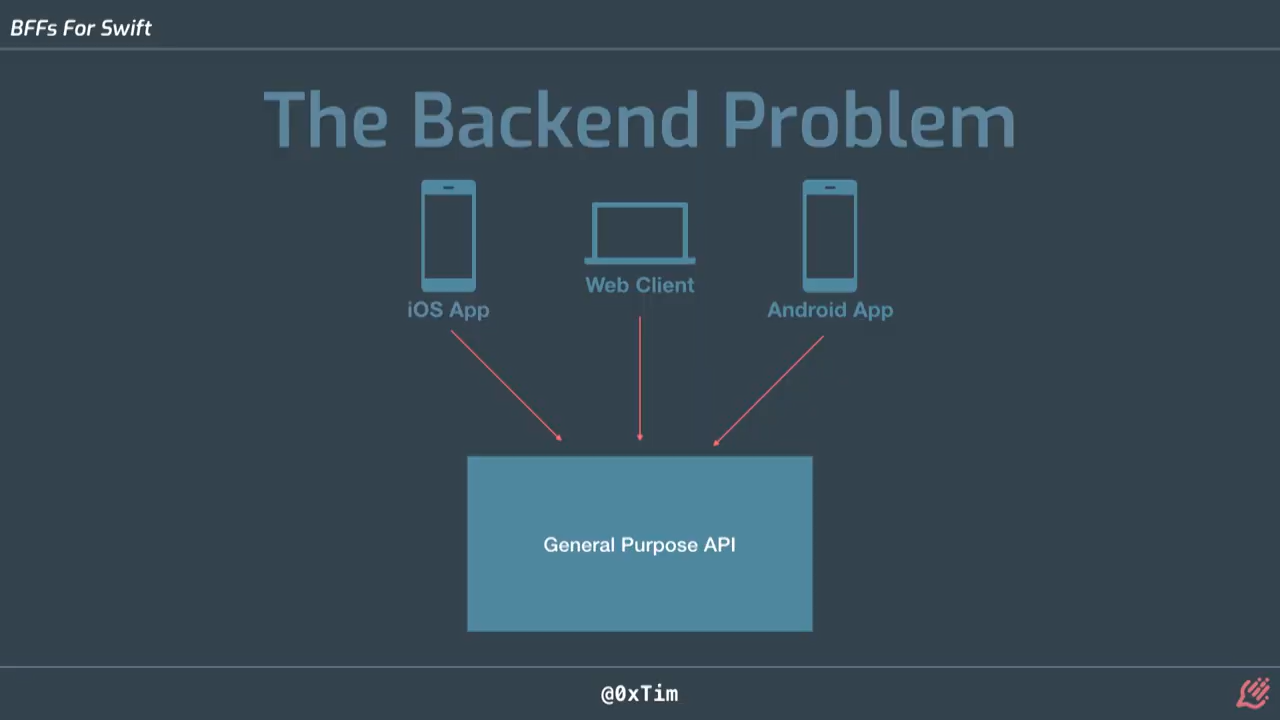 BFFs For Swift
The Backend Problem
Web Client
iOS App
Android App
General Purpose API
@0xTim